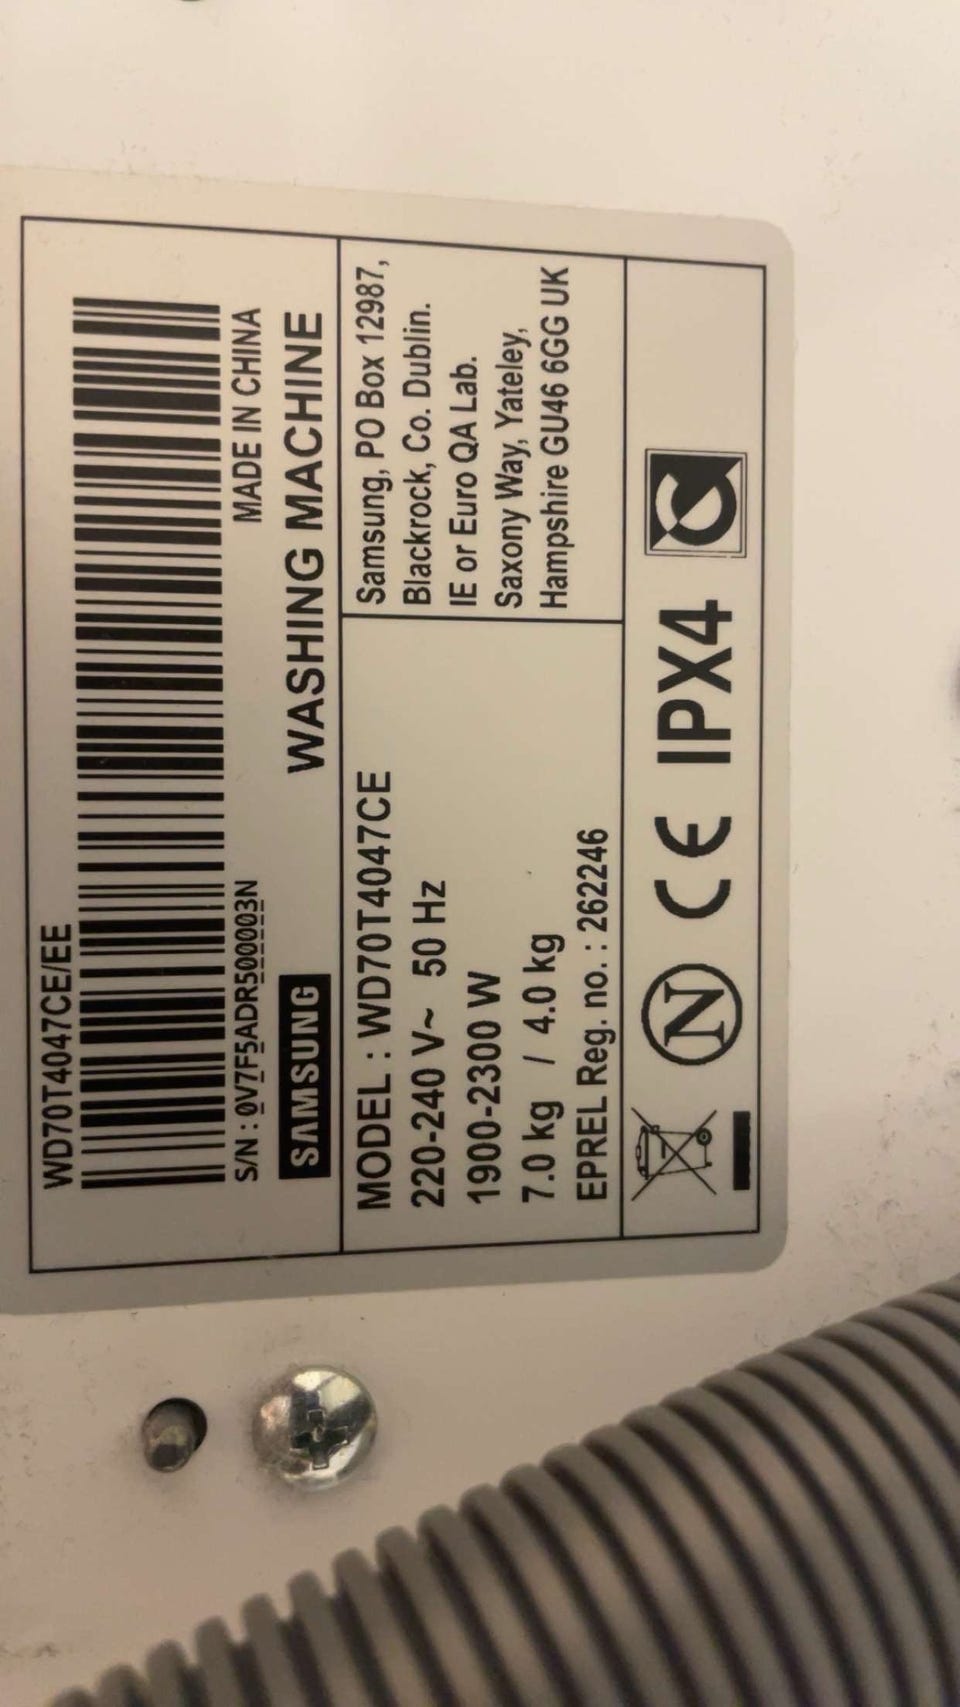 WD70T4047CE/EE
S/N : 0V7F5ADR500003N
MADE IN CHINA
SAMSUNG
WASHING MACHINE
MODEL : WD70T4047CE
220-240 V~ 50 Hz
1900-2300 W
7.0 kg / 4.0 kg
EPREL Reg. no. : 262246
Samsung, PO Box 12987,
Blackrock, Co. Dublin.
IE or Euro QA Lab.
Saxony Way, Yateley,
Hampshire GU46 6GG UK
N CE IPX4